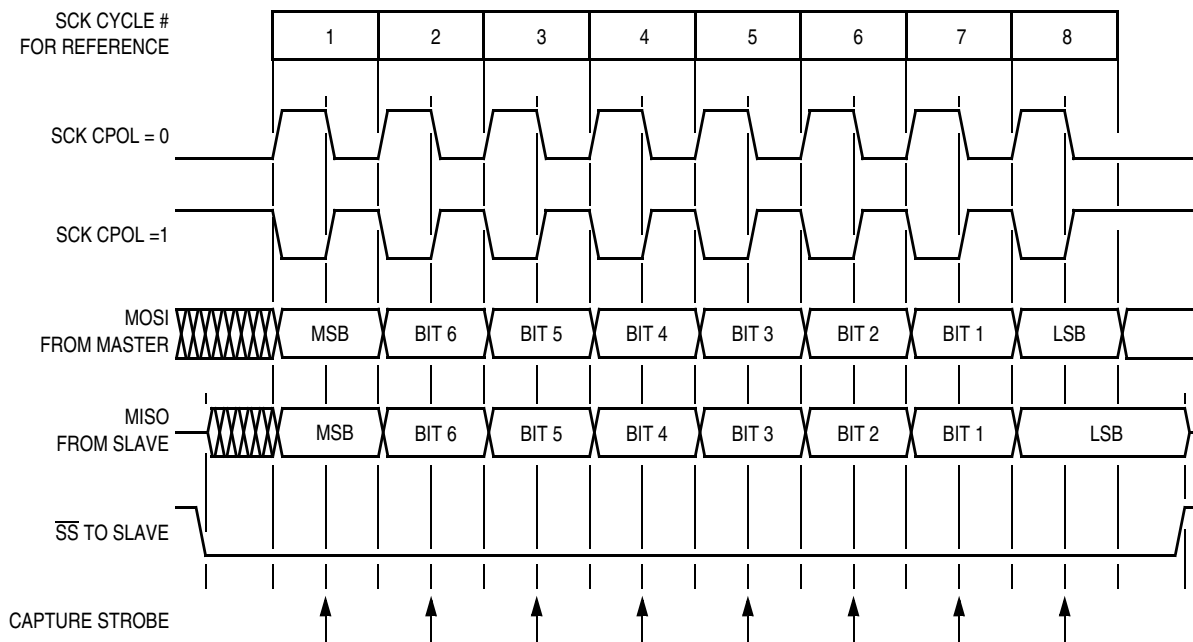 SCK CYCLE #
FOR REFERENCE
1 2 3 4 5 6 7 8
SCK CPOL = 0
SCK CPOL =1
MOSI
FROM MASTER
MSB BIT 6 BIT 5 BIT 4 BIT 3 BIT 2 BIT 1 LSB
MISO
FROM SLAVE
MSB BIT 6 BIT 5 BIT 4 BIT 3 BIT 2 BIT 1 LSB
S̅S̅ TO SLAVE
CAPTURE STROBE